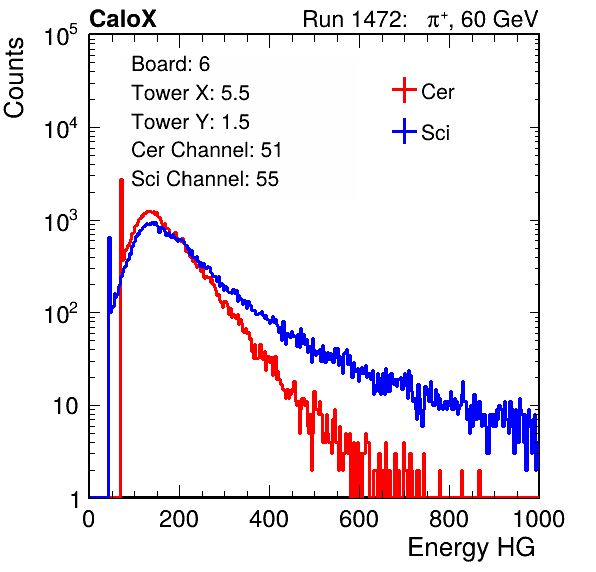 CaloX Run 1472: π⁺, 60 GeV
Counts
10⁵
10⁴
10³
10²
10
1
Board: 6
Tower X: 5.5
Tower Y: 1.5
Cer Channel: 51
Sci Channel: 55
Cer
Sci
0 200 400 600 800 1000
Energy HG